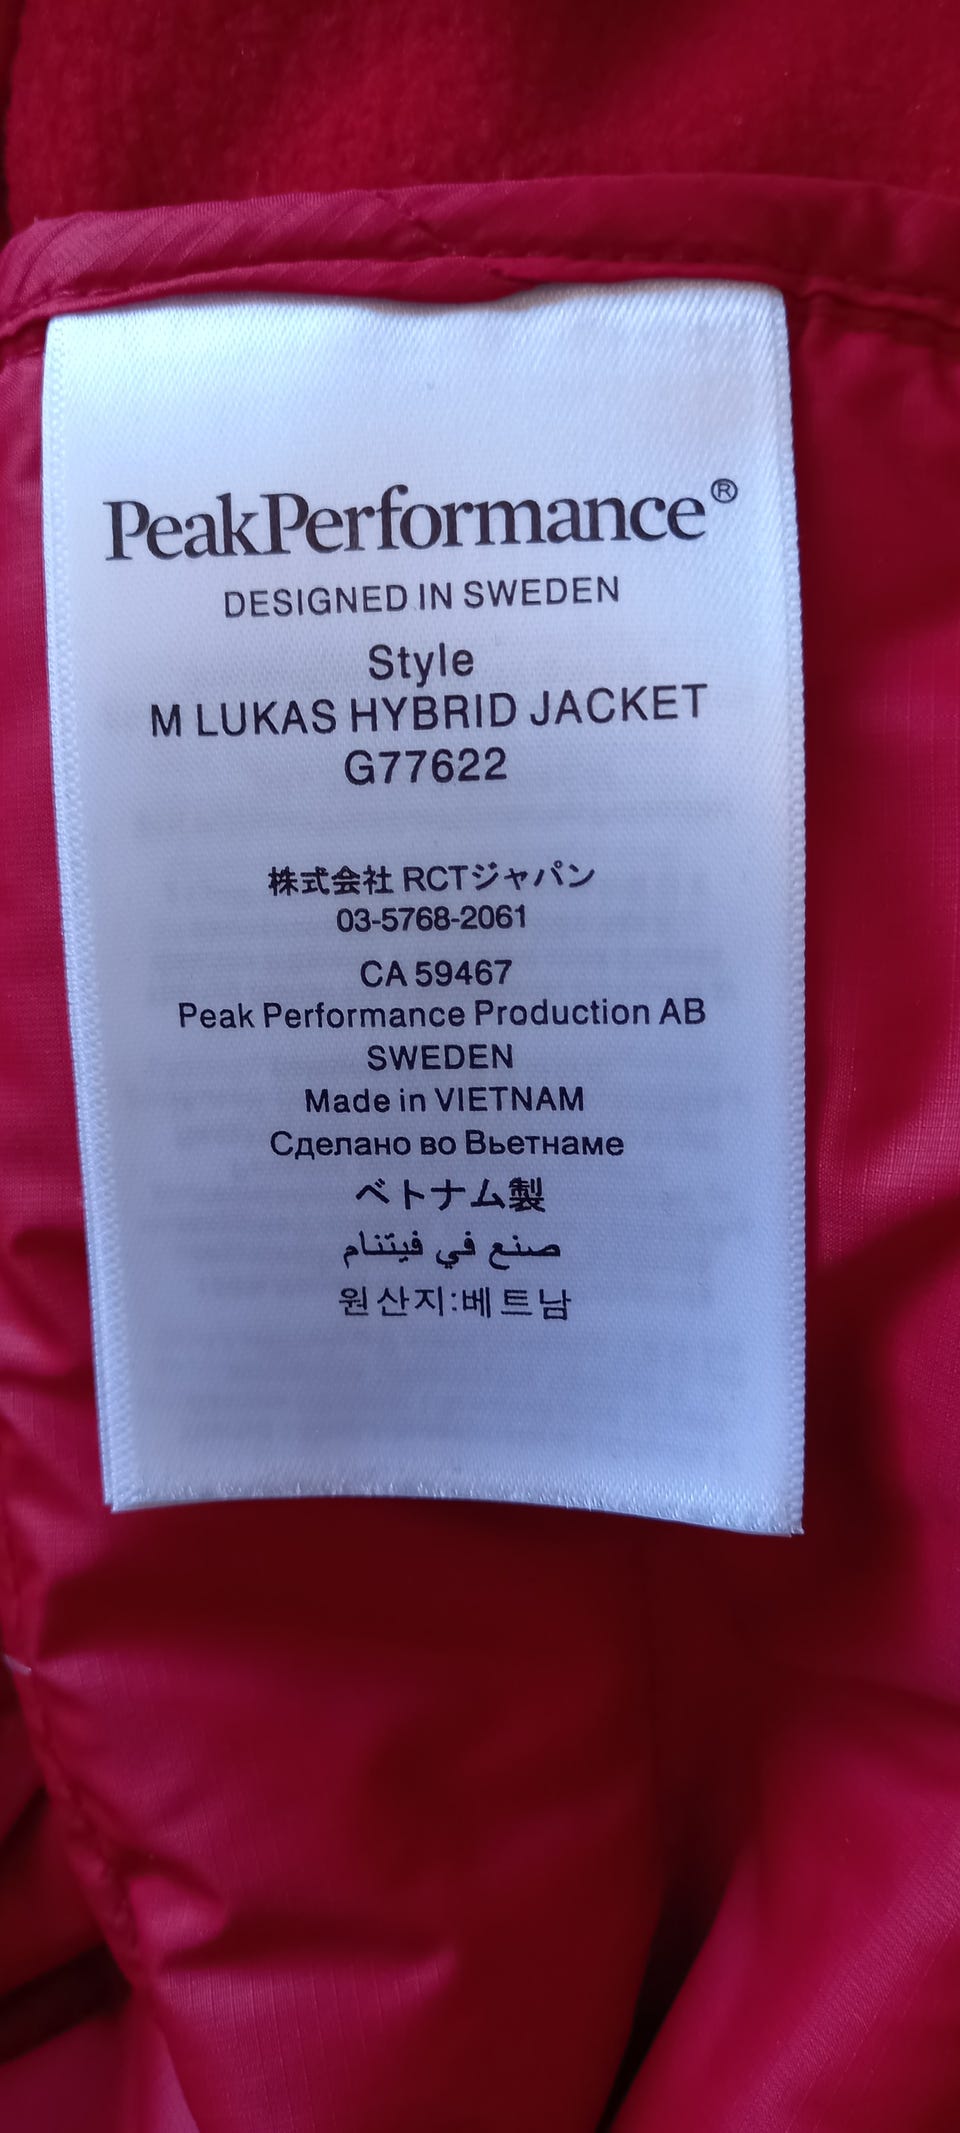 PeakPerformance®
DESIGNED IN SWEDEN
Style
M LUKAS HYBRID JACKET
G77622
株式会社 RCTジャパン
03-5768-2061
CA 59467
Peak Performance Production AB
SWEDEN
Made in VIETNAM
Сделано во Вьетнаме
ベトナム製
صنع في فيتنام
원산지:베트남